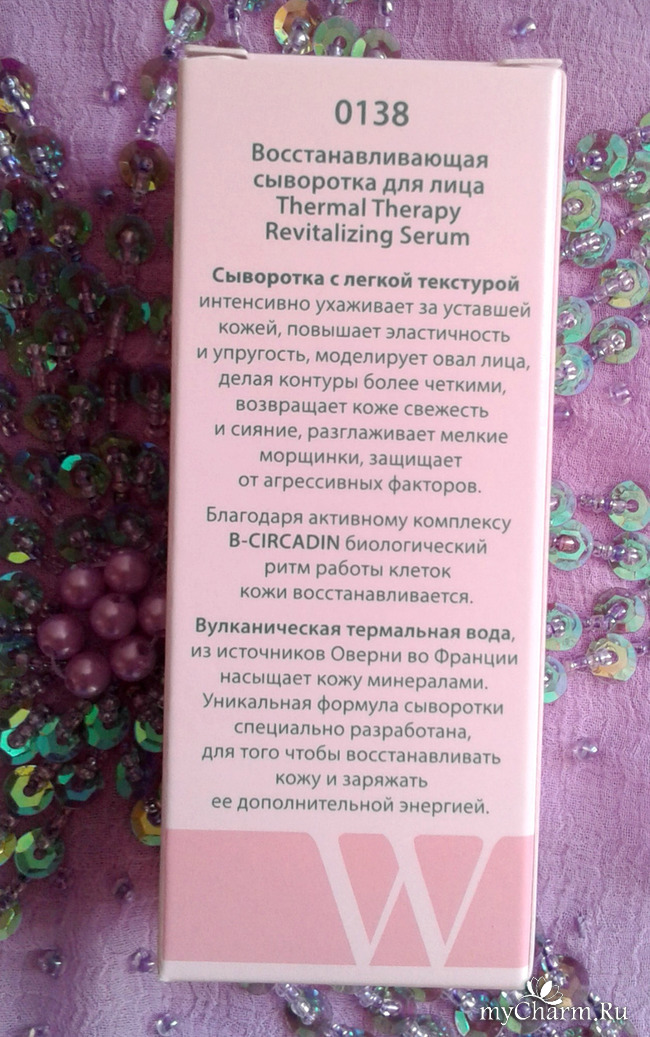 0138
Восстанавливающая
сыворотка для лица
Thermal Therapy
Revitalizing Serum
Сыворотка с легкой текстурой
интенсивно ухаживает за уставшей
кожей, повышает эластичность
и упругость, моделирует овал лица,
делая контуры более четкими,
возвращает коже свежесть
и сияние, разглаживает мелкие
морщинки, защищает
от агрессивных факторов.
Благодаря активному комплексу
B-CIRCADIN биологический
ритм работы клеток
кожи восстанавливается.
Вулканическая термальная вода,
из источников Оверни во Франции
насыщает кожу минералами.
Уникальная формула сыворотки
специально разработана,
для того чтобы восстанавливать
кожу и заряжать
ее дополнительной энергией.
W
myCharm.Ru